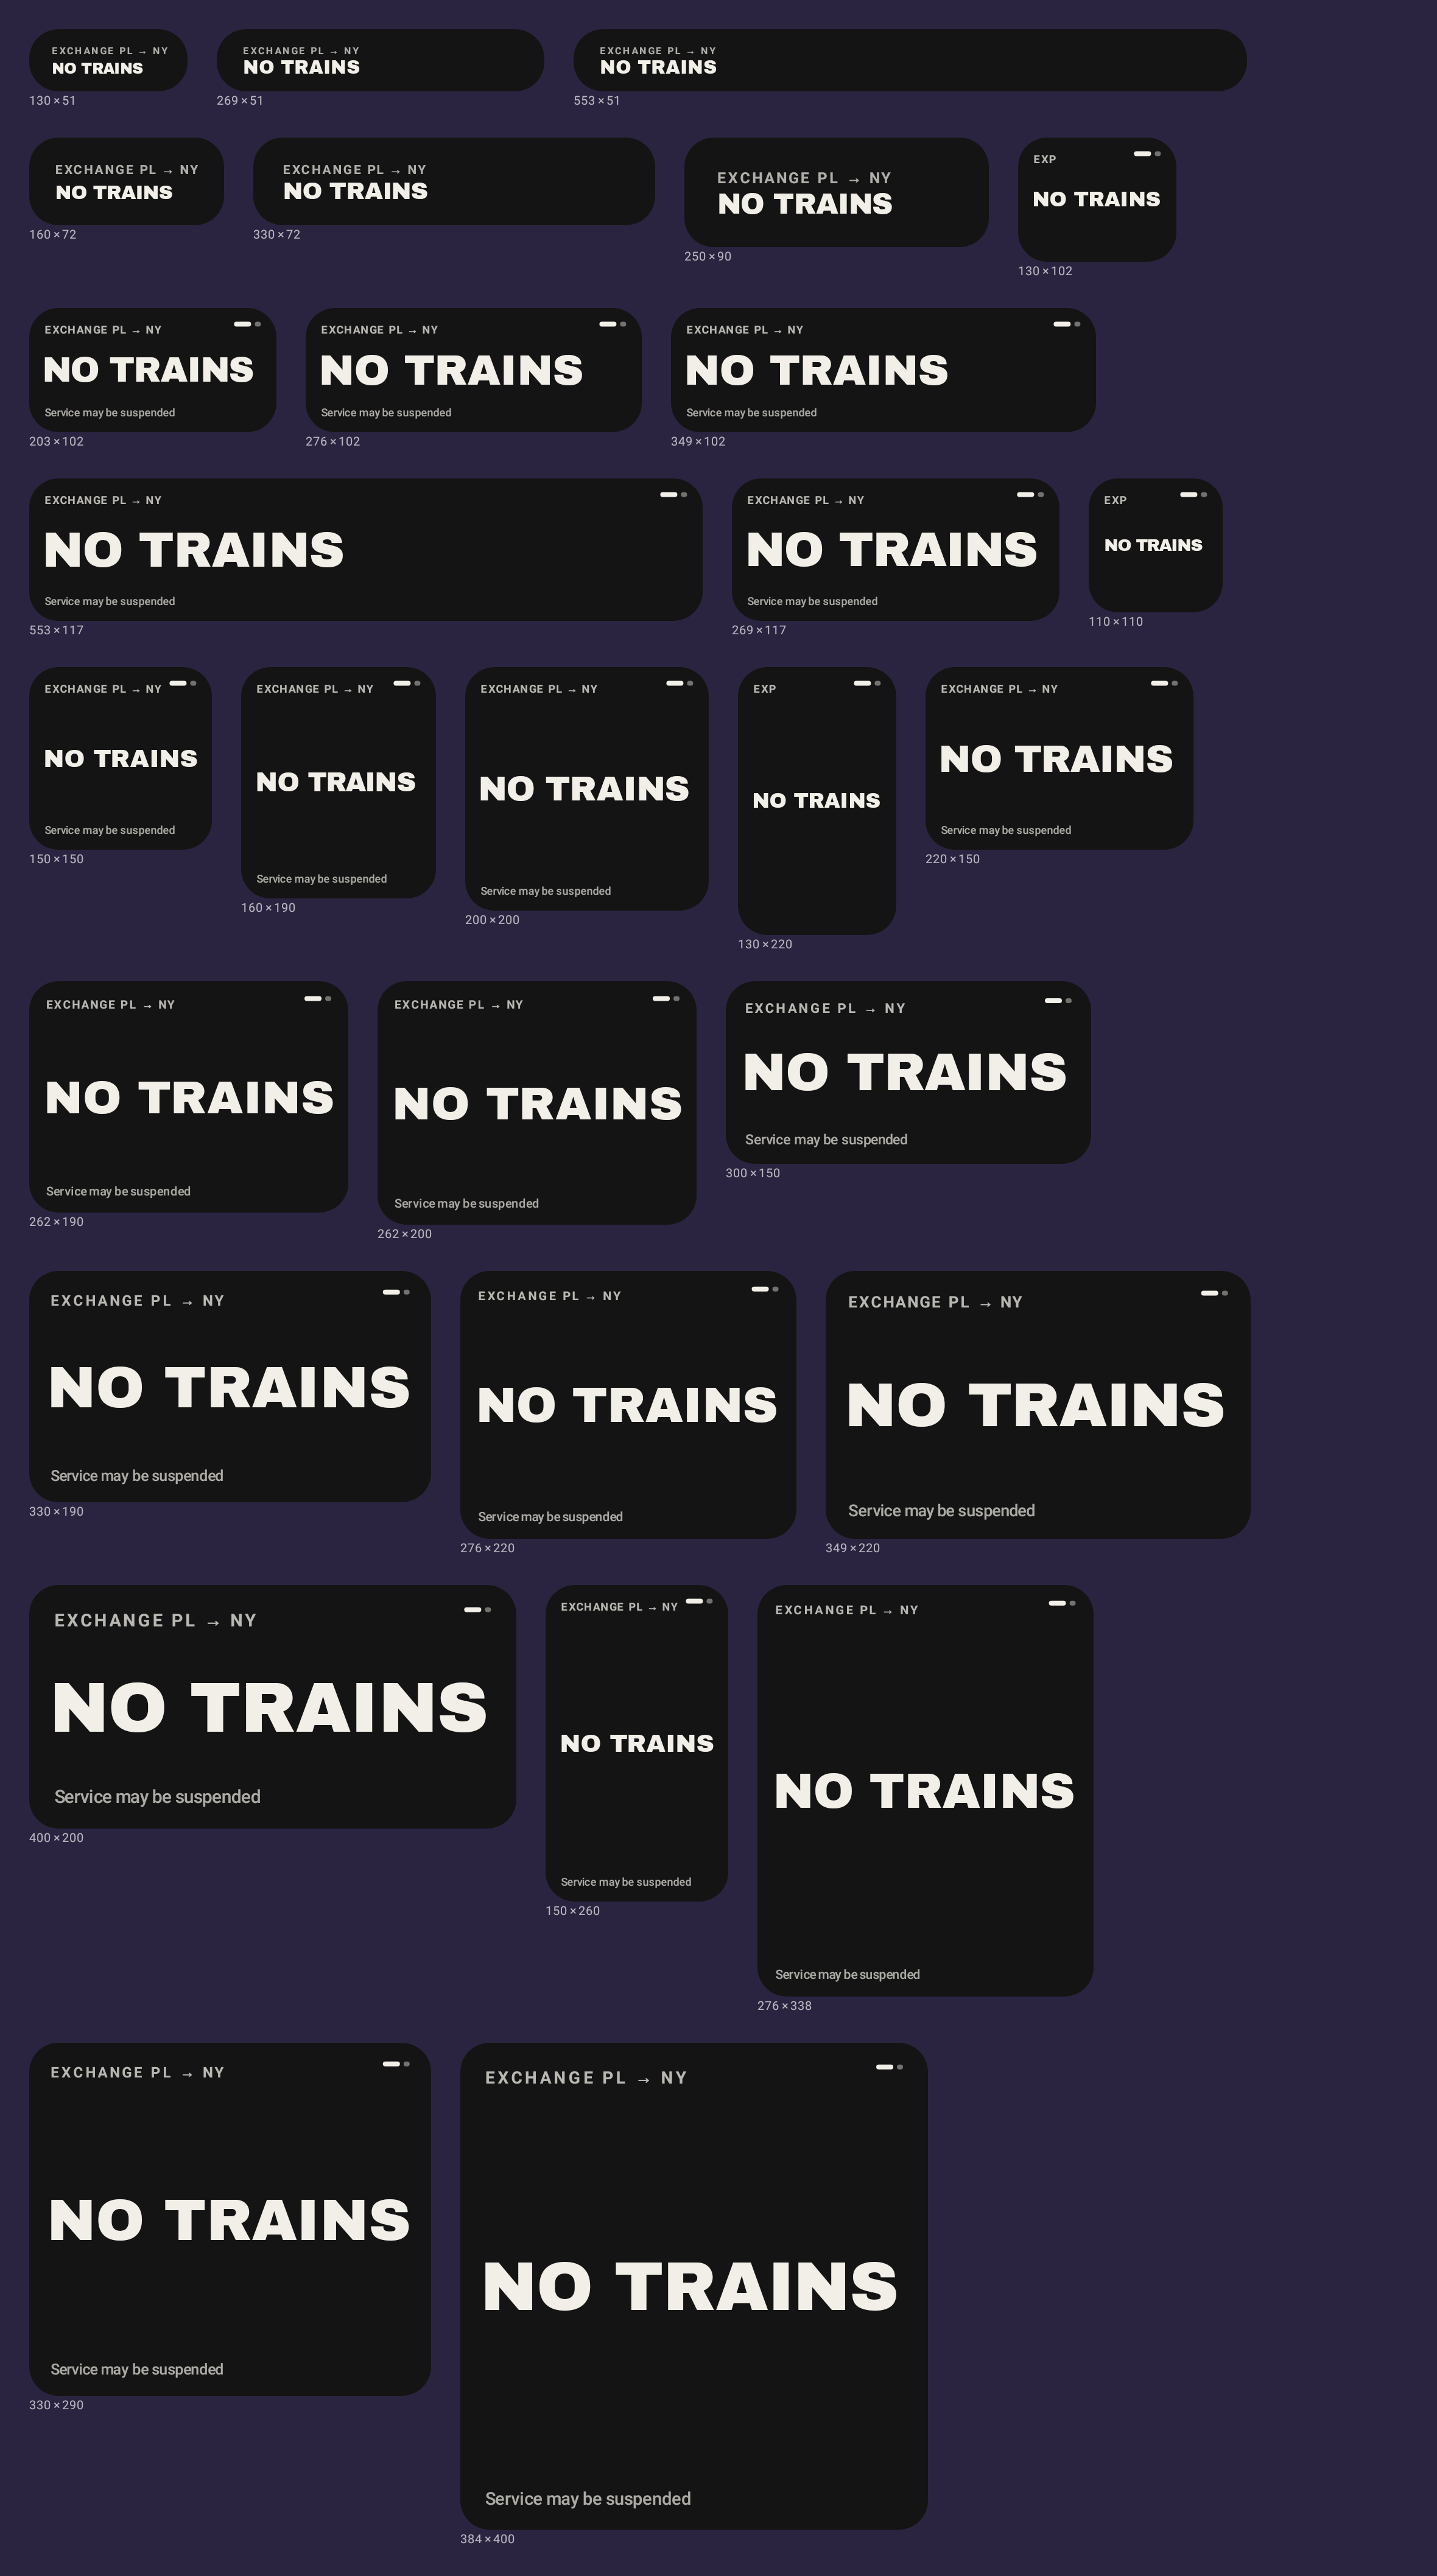 EXCHANGE PL → NY
NO TRAINS
130×51
EXCHANGE PL → NY
NO TRAINS
269×51
EXCHANGE PL → NY
NO TRAINS
553×51
EXCHANGE PL → NY
NO TRAINS
160×72
EXCHANGE PL → NY
NO TRAINS
330×72
EXCHANGE PL → NY
NO TRAINS
250×90
EXP
NO TRAINS
130×102
EXCHANGE PL → NY
NO TRAINS
Service may be suspended
203×102
EXCHANGE PL → NY
NO TRAINS
Service may be suspended
276×102
EXCHANGE PL → NY
NO TRAINS
Service may be suspended
349×102
EXCHANGE PL → NY
NO TRAINS
Service may be suspended
553×117
EXCHANGE PL → NY
NO TRAINS
Service may be suspended
269×117
EXP
NO TRAINS
110×110
EXCHANGE PL → NY
NO TRAINS
Service may be suspended
150×150
EXCHANGE PL → NY
NO TRAINS
Service may be suspended
160×190
EXCHANGE PL → NY
NO TRAINS
Service may be suspended
200×200
EXP
NO TRAINS
130×220
EXCHANGE PL → NY
NO TRAINS
Service may be suspended
220×150
EXCHANGE PL → NY
NO TRAINS
Service may be suspended
262×190
EXCHANGE PL → NY
NO TRAINS
Service may be suspended
262×200
EXCHANGE PL → NY
NO TRAINS
Service may be suspended
300×150
EXCHANGE PL → NY
NO TRAINS
Service may be suspended
330×190
EXCHANGE PL → NY
NO TRAINS
Service may be suspended
276×220
EXCHANGE PL → NY
NO TRAINS
Service may be suspended
349×220
EXCHANGE PL → NY
NO TRAINS
Service may be suspended
400×200
EXCHANGE PL → NY
NO TRAINS
Service may be suspended
150×260
EXCHANGE PL → NY
NO TRAINS
Service may be suspended
276×338
EXCHANGE PL → NY
NO TRAINS
Service may be suspended
330×290
EXCHANGE PL → NY
NO TRAINS
Service may be suspended
384×400